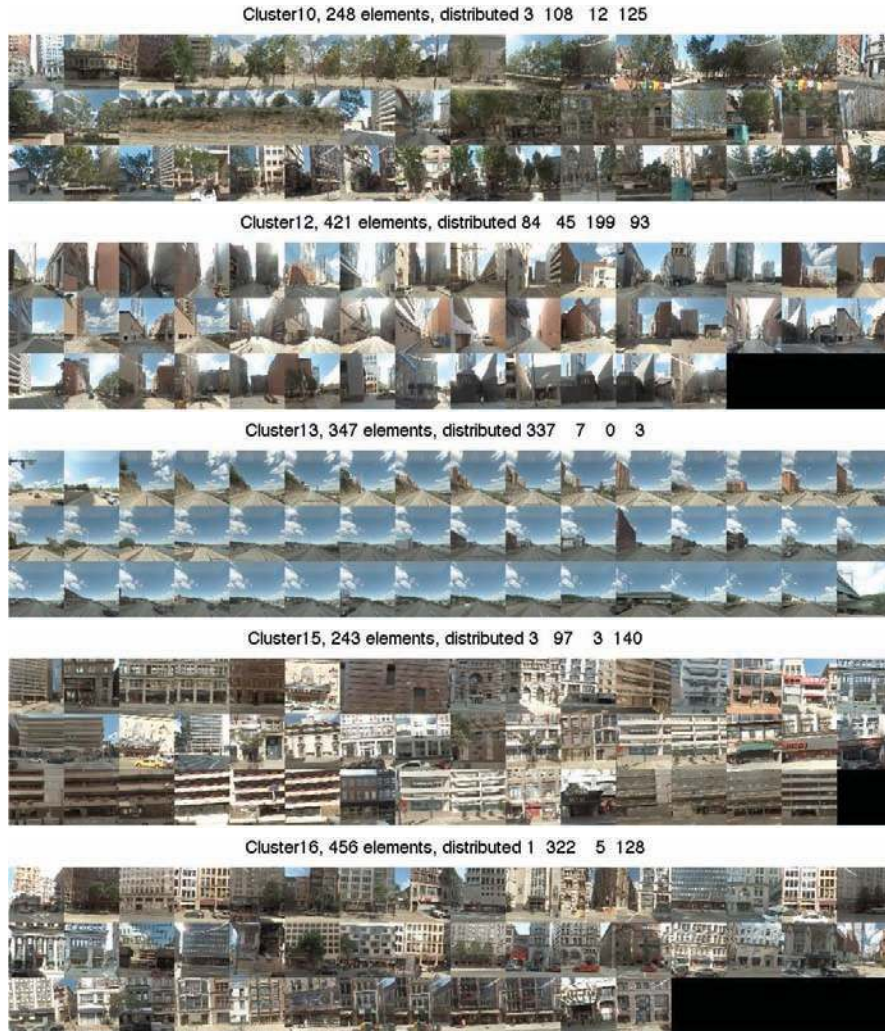 Cluster10, 248 elements, distributed 3 108 12 125
Cluster12, 421 elements, distributed 84 45 199 93
Cluster13, 347 elements, distributed 337 7 0 3
Cluster15, 243 elements, distributed 3 97 3 140
Cluster16, 456 elements, distributed 1 322 5 128